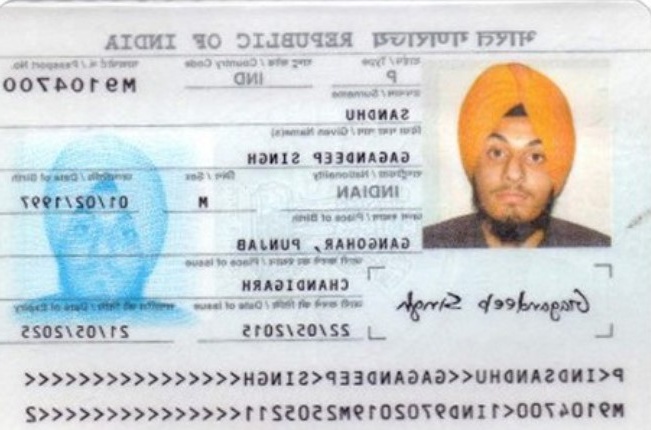 भारत गणराज्य REPUBLIC OF INDIA
टाइप / Type राष्ट्र कोड / Country Code पासपोर्ट न. / Passport No.
P IND M9104700
उपनाम / Surname
SANDHU
दिया गया नाम / Given Name(s)
GAGANDEEP SINGH
राष्ट्रीयता / Nationality लिंग / Sex जन्मतिथि / Date of Birth
INDIAN M 01/02/1997
जन्म स्थान / Place of Birth
GANGOHAR, PUNJAB
जारी करने का स्थान / Place of Issue
CHANDIGARH
जारी करने की तिथि / Date of Issue समाप्ति की तिथि / Date of Expiry
22/05/2015 21/05/2025
Gagandeep Singh
P<INDSANDHU<<GAGANDEEP<SINGH<<<<<<<<<<<<<<<<
M9104700<1IND9702019M2505211<<<<<<<<<<<<<<<2